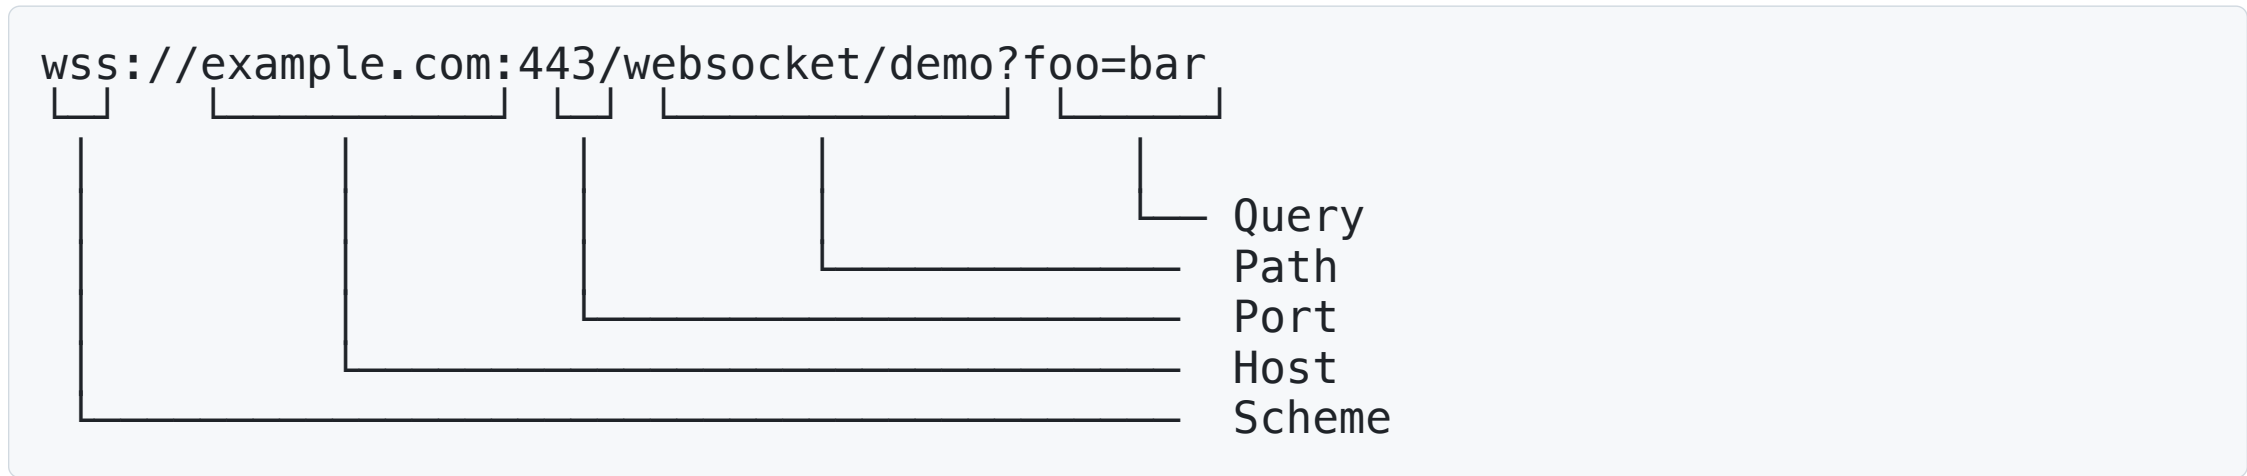 wss://example.com:443/websocket/demo?foo=bar
Query
Path
Port
Host
Scheme